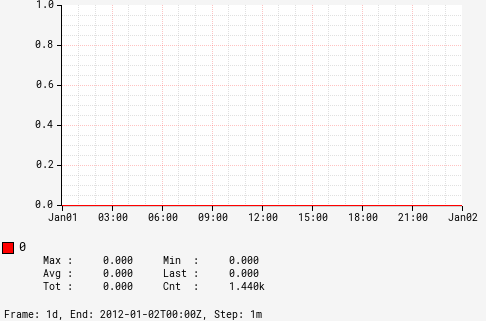 1.0
0.8
0.6
0.4
0.2
0.0
Jan01 03:00 06:00 09:00 12:00 15:00 18:00 21:00 Jan02
0
Max : 0.000 Min : 0.000
Avg : 0.000 Last : 0.000
Tot : 0.000 Cnt : 1.440k
Frame: 1d, End: 2012-01-02T00:00Z, Step: 1m